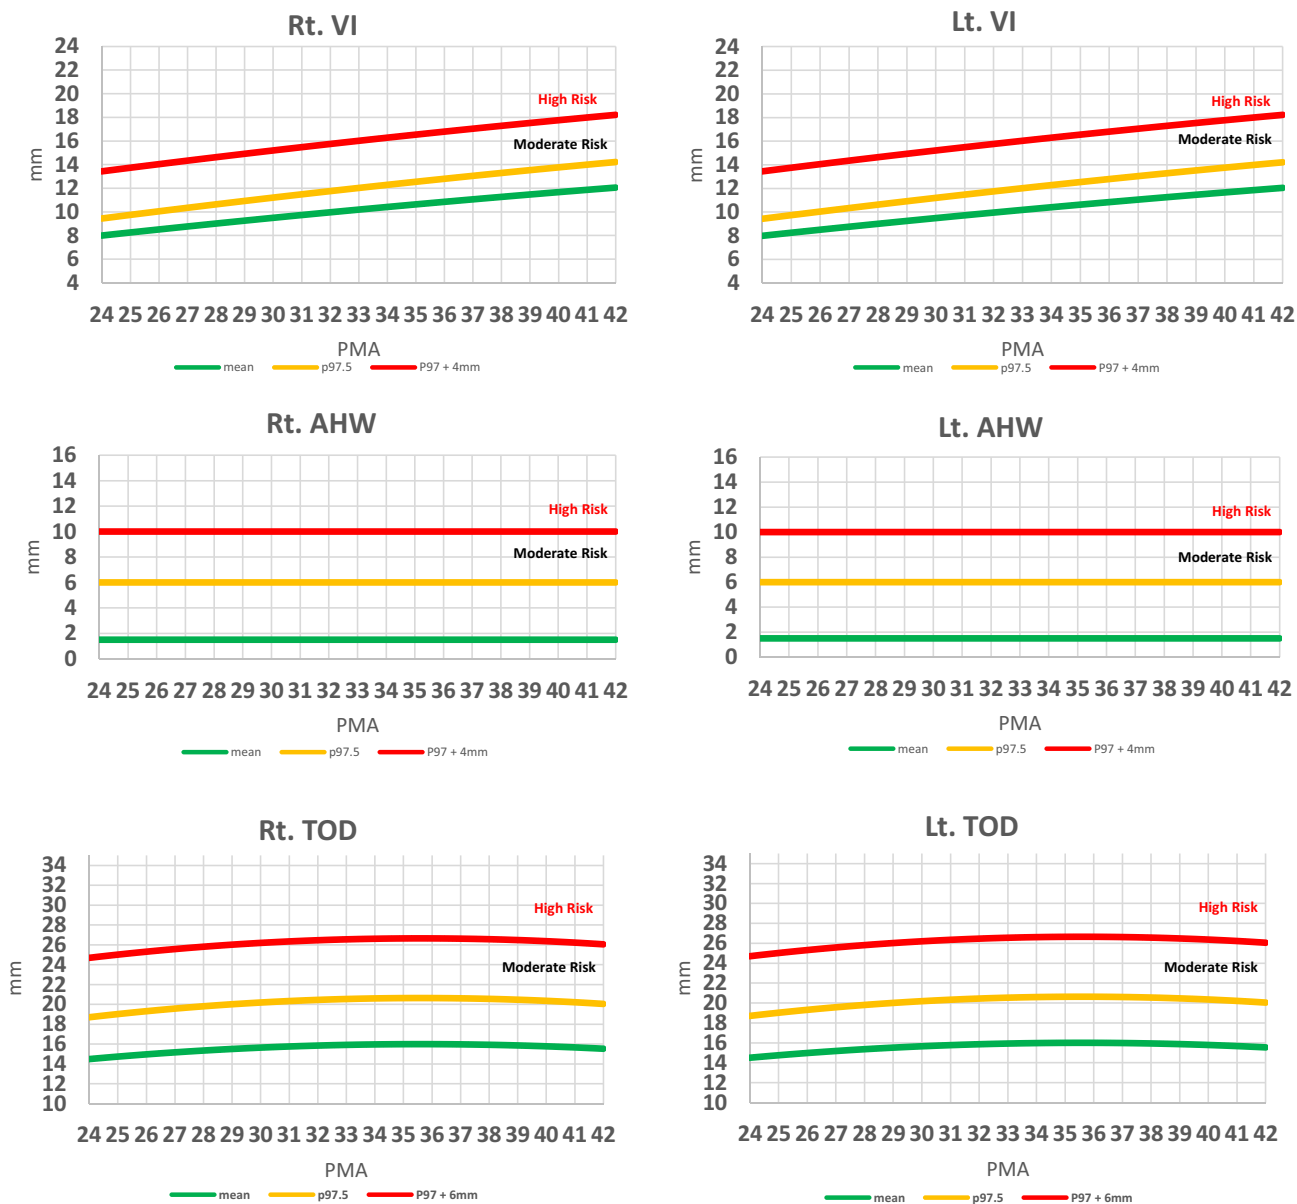 Rt. VI
24
22
20
18
16
14
12
10
8
6
4
mm
High Risk
Moderate Risk
24 25 26 27 28 29 30 31 32 33 34 35 36 37 38 39 40 41 42
PMA
mean p97.5 P97 + 4mm
Lt. VI
24
22
20
18
16
14
12
10
8
6
4
mm
High Risk
Moderate Risk
24 25 26 27 28 29 30 31 32 33 34 35 36 37 38 39 40 41 42
PMA
mean p97.5 P97 + 4mm
Rt. AHW
16
14
12
10
8
6
4
2
0
mm
High Risk
Moderate Risk
24 25 26 27 28 29 30 31 32 33 34 35 36 37 38 39 40 41 42
PMA
mean p97.5 P97 + 4mm
Lt. AHW
16
14
12
10
8
6
4
2
0
mm
High Risk
Moderate Risk
24 25 26 27 28 29 30 31 32 33 34 35 36 37 38 39 40 41 42
PMA
mean p97.5 P97 + 4mm
Rt. TOD
34
32
30
28
26
24
22
20
18
16
14
12
10
mm
High Risk
Moderate Risk
24 25 26 27 28 29 30 31 32 33 34 35 36 37 38 39 40 41 42
PMA
mean p97.5 P97 + 6mm
Lt. TOD
34
32
30
28
26
24
22
20
18
16
14
12
10
mm
High Risk
Moderate Risk
24 25 26 27 28 29 30 31 32 33 34 35 36 37 38 39 40 41 42
PMA
mean p97.5 P97 + 6mm